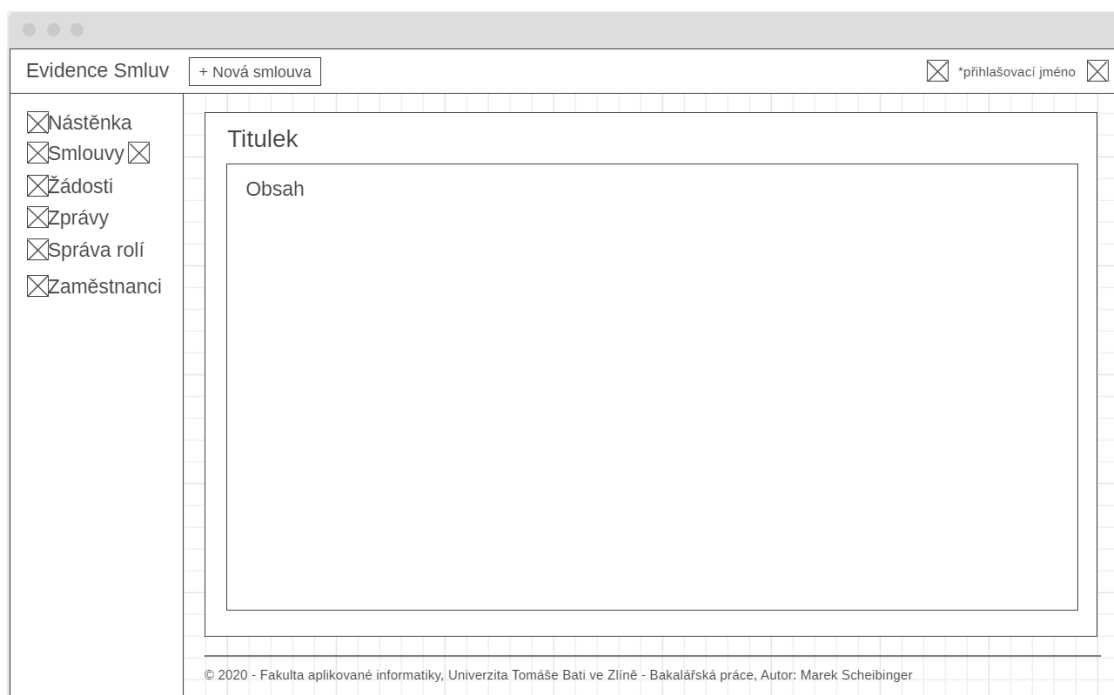 Evidence Smluv
+ Nová smlouva
*přihlašovací jméno
Nástěnka
Smlouvy
Žádosti
Zprávy
Správa rolí
Zaměstnanci
Titulek
Obsah
© 2020 - Fakulta aplikované informatiky, Univerzita Tomáše Bati ve Zlíně - Bakalářská práce, Autor: Marek Scheibinger